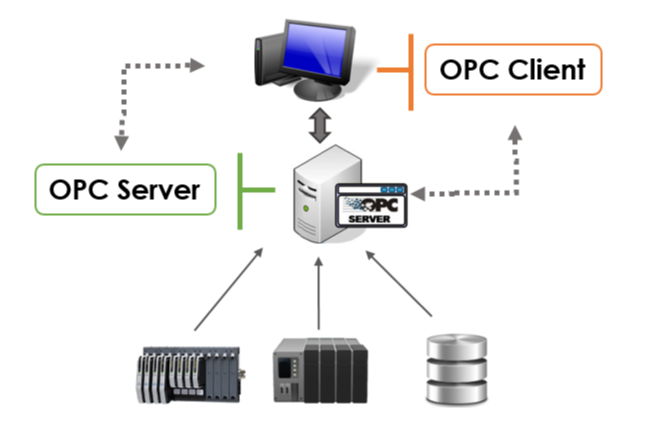 OPC Client
OPC Server
OPC
SERVER